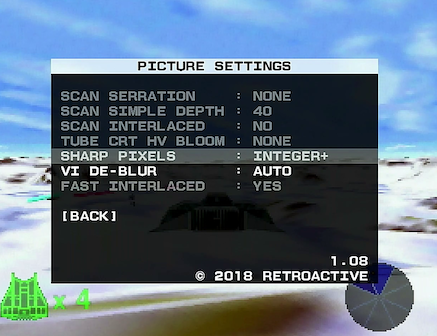 PICTURE SETTINGS
SCAN SERRATION : NONE
SCAN SIMPLE DEPTH : 40
SCAN INTERLACED : NO
TUBE CRT HV BLOOM : NONE
SHARP PIXELS : INTEGER+
VI DE-BLUR : AUTO
FAST INTERLACED : YES
[BACK]
1.08
© 2018 RETROACTIVE
x 4